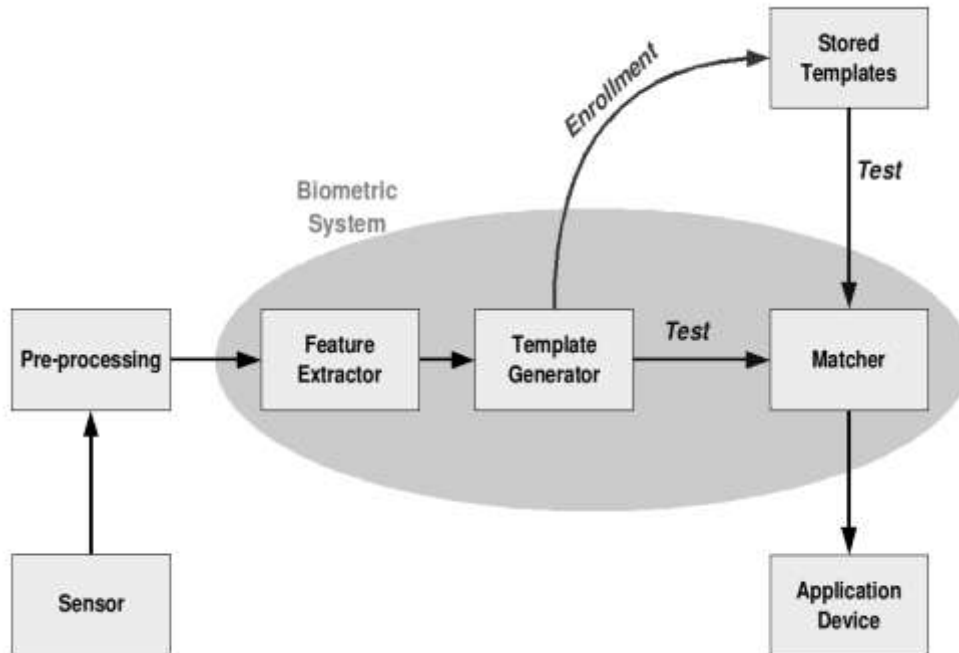 Stored
Templates
Enrollment
Test
Biometric
System
Pre-processing
Feature
Extractor
Template
Generator
Test
Matcher
Sensor
Application
Device